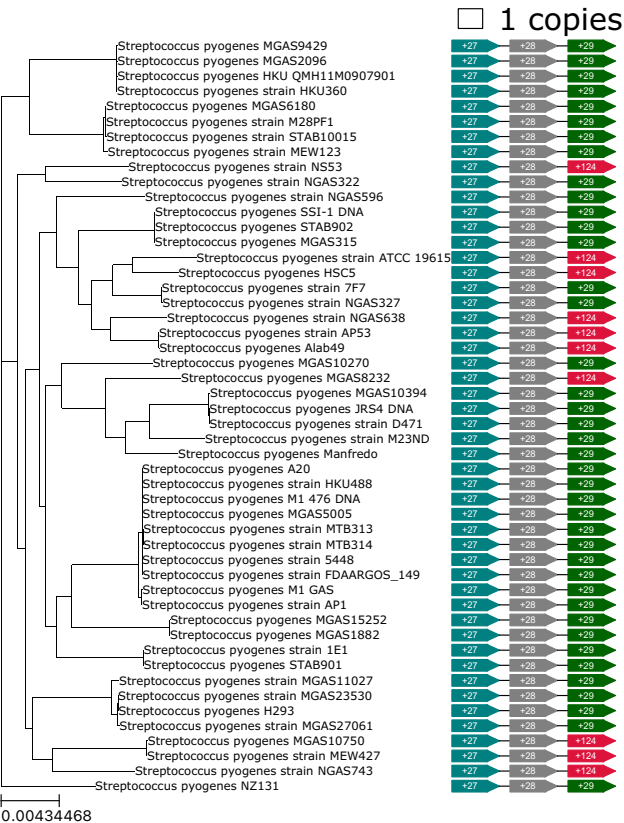 1 copies
Streptococcus pyogenes MGAS9429 +27 +28 +29
Streptococcus pyogenes MGAS2096 +27 +28 +29
Streptococcus pyogenes HKU QMH11M0907901 +27 +28 +29
Streptococcus pyogenes strain HKU360 +27 +28 +29
Streptococcus pyogenes MGAS6180 +27 +28 +29
Streptococcus pyogenes strain M28PF1 +27 +28 +29
Streptococcus pyogenes strain STAB10015 +27 +28 +29
Streptococcus pyogenes strain MEW123 +27 +28 +29
Streptococcus pyogenes strain NS53 +27 +28 +124
Streptococcus pyogenes strain NGAS322 +27 +28 +29
Streptococcus pyogenes strain NGAS596 +27 +28 +29
Streptococcus pyogenes SSI-1 DNA +27 +28 +29
Streptococcus pyogenes STAB902 +27 +28 +29
Streptococcus pyogenes MGAS315 +27 +28 +29
Streptococcus pyogenes strain ATCC 19615 +27 +28 +124
Streptococcus pyogenes HSC5 +27 +28 +124
Streptococcus pyogenes strain 7F7 +27 +28 +29
Streptococcus pyogenes strain NGAS327 +27 +28 +29
Streptococcus pyogenes strain NGAS638 +27 +28 +124
Streptococcus pyogenes strain AP53 +27 +28 +124
Streptococcus pyogenes Alab49 +27 +28 +124
Streptococcus pyogenes MGAS10270 +27 +28 +29
Streptococcus pyogenes MGAS8232 +27 +28 +124
Streptococcus pyogenes MGAS10394 +27 +28 +29
Streptococcus pyogenes JRS4 DNA +27 +28 +29
Streptococcus pyogenes strain D471 +27 +28 +29
Streptococcus pyogenes strain M23ND +27 +28 +29
Streptococcus pyogenes Manfredo +27 +28 +29
Streptococcus pyogenes A20 +27 +28 +29
Streptococcus pyogenes strain HKU488 +27 +28 +29
Streptococcus pyogenes M1 476 DNA +27 +28 +29
Streptococcus pyogenes MGAS5005 +27 +28 +29
Streptococcus pyogenes strain MTB313 +27 +28 +29
Streptococcus pyogenes strain MTB314 +27 +28 +29
Streptococcus pyogenes strain 5448 +27 +28 +29
Streptococcus pyogenes strain FDAARGOS_149 +27 +28 +29
Streptococcus pyogenes M1 GAS +27 +28 +29
Streptococcus pyogenes strain AP1 +27 +28 +29
Streptococcus pyogenes MGAS15252 +27 +28 +29
Streptococcus pyogenes MGAS1882 +27 +28 +29
Streptococcus pyogenes strain 1E1 +27 +28 +29
Streptococcus pyogenes STAB901 +27 +28 +29
Streptococcus pyogenes strain MGAS11027 +27 +28 +29
Streptococcus pyogenes strain MGAS23530 +27 +28 +29
Streptococcus pyogenes H293 +27 +28 +29
Streptococcus pyogenes strain MGAS27061 +27 +28 +29
Streptococcus pyogenes MGAS10750 +27 +28 +124
Streptococcus pyogenes strain MEW427 +27 +28 +124
Streptococcus pyogenes strain NGAS743 +27 +28 +124
Streptococcus pyogenes NZ131 +27 +28 +29
0.00434468